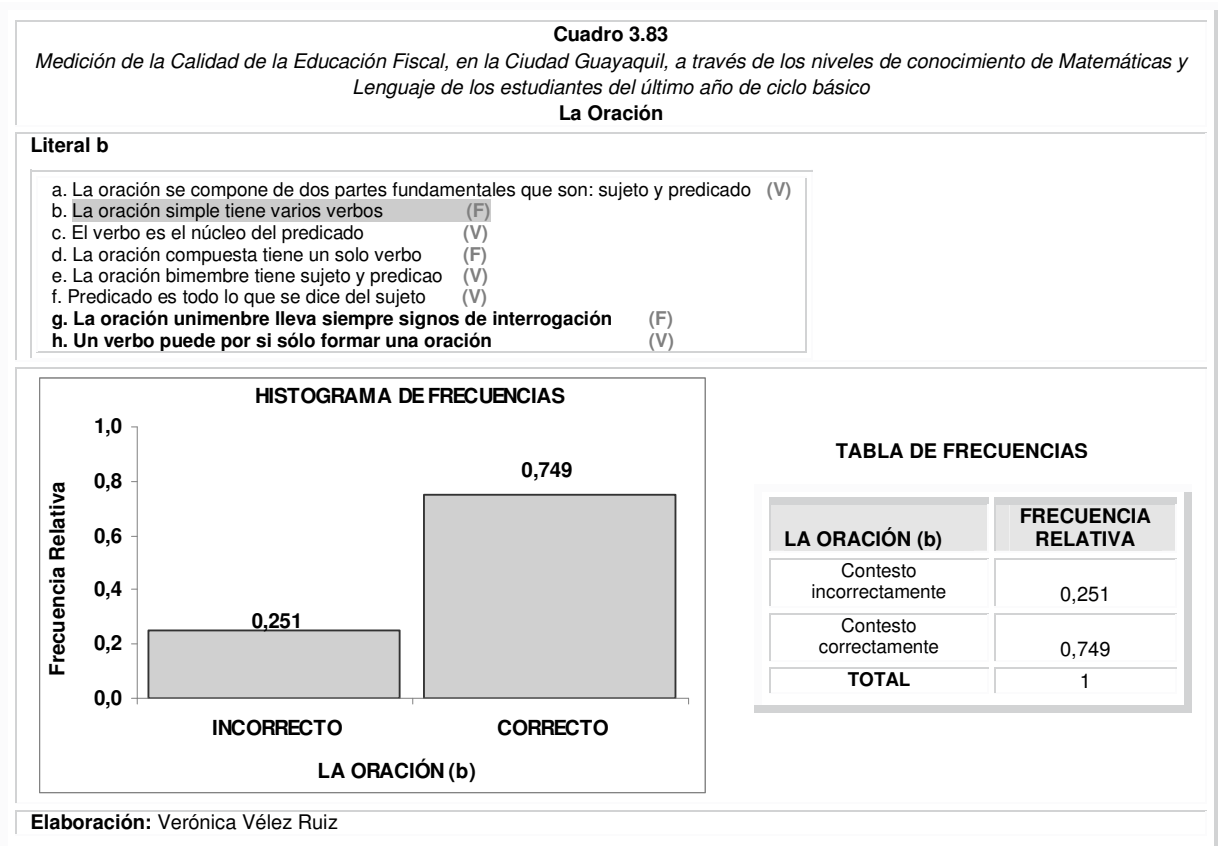 Cuadro 3.83
Medición de la Calidad de la Educación Fiscal, en la Ciudad Guayaquil, a través de los niveles de conocimiento de Matemáticas y
Lenguaje de los estudiantes del último año de ciclo básico
La Oración
Literal b
a. La oración se compone de dos partes fundamentales que son: sujeto y predicado (V)
b. La oración simple tiene varios verbos (F)
c. El verbo es el núcleo del predicado (V)
d. La oración compuesta tiene un solo verbo (F)
e. La oración bimembre tiene sujeto y predicao (V)
f. Predicado es todo lo que se dice del sujeto (V)
g. La oración unimenbre lleva siempre signos de interrogación (F)
h. Un verbo puede por si sólo formar una oración (V)
HISTOGRAMA DE FRECUENCIAS
Frecuencia Relativa
1,0
0,8
0,6
0,4
0,2
0,0
0,251
0,749
INCORRECTO CORRECTO
LA ORACIÓN (b)
TABLA DE FRECUENCIAS
LA ORACIÓN (b) FRECUENCIA RELATIVA
Contesto
incorrectamente 0,251
Contesto
correctamente 0,749
TOTAL 1
Elaboración: Verónica Vélez Ruiz